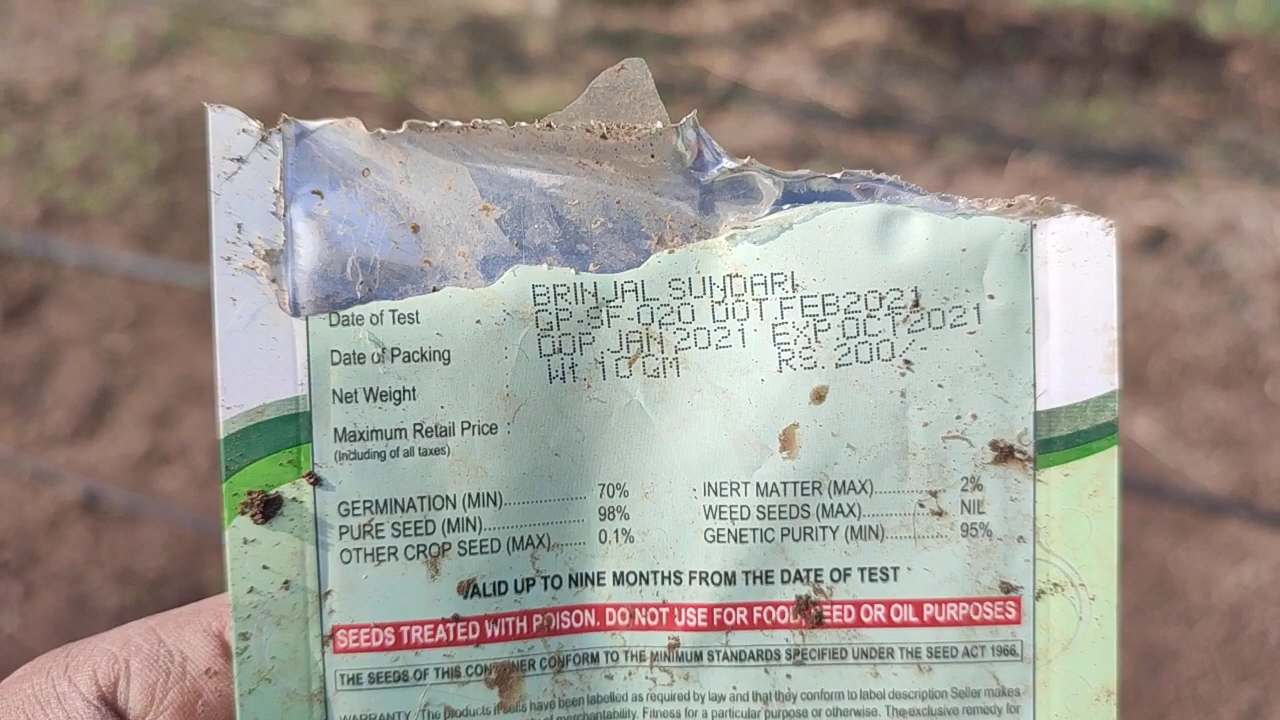 BRINJAL SUNDARI
Date of Test GP.SF-020 DOT.FEB2021
DOP.JAN 2021 EXP.OCT2021
Date of Packing Wt.10GM RS.200/-
Net Weight
Maximum Retail Price :
(Including of all taxes)
GERMINATION (MIN).................. 70%
PURE SEED (MIN)....................... 98%
OTHER CROP SEED (MAX)........ 0.1%
INERT MATTER (MAX)................. 2%
WEED SEEDS (MAX)................... NIL
GENETIC PURITY (MIN)............... 95%
VALID UP TO NINE MONTHS FROM THE DATE OF TEST
SEEDS TREATED WITH POISON. DO NOT USE FOR FOOD, FEED OR OIL PURPOSES
THE SEEDS OF THIS CONTAINER CONFORM TO THE MINIMUM STANDARDS SPECIFIED UNDER THE SEED ACT 1966.
WARRANTY : The products if sells have been labelled as required by law and that they conform to label description Seller makes
of merchantability. Fitness for a particular purpose or otherwise. The exclusive remedy for